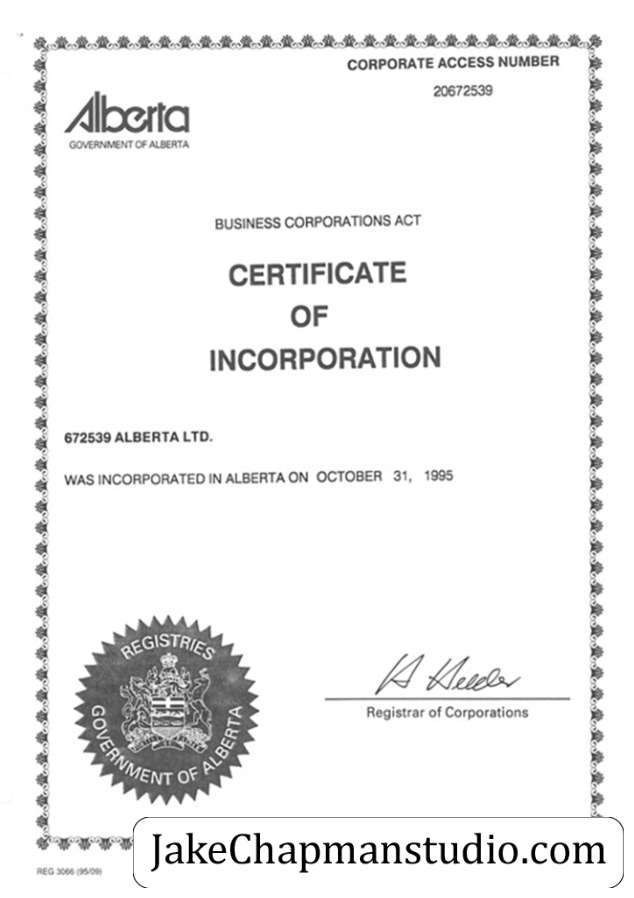 CORPORATE ACCESS NUMBER
20672539
Alberta
GOVERNMENT OF ALBERTA
BUSINESS CORPORATIONS ACT
CERTIFICATE
OF
INCORPORATION
672539 ALBERTA LTD.
WAS INCORPORATED IN ALBERTA ON OCTOBER 31, 1995
REGISTRIES
GOVERNMENT OF ALBERTA
Registrar of Corporations
REG 3066 (95/09)
JakeChapmanstudio.com